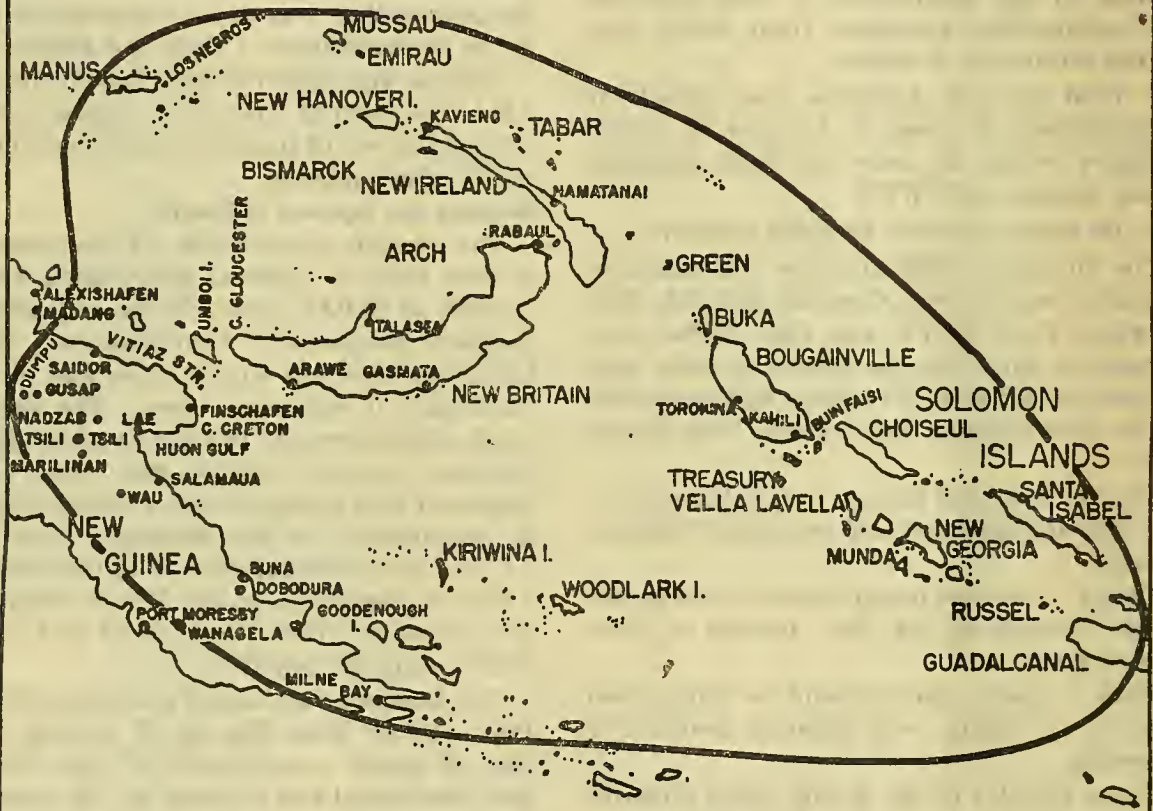 MUSSAU
EMIRAU
MANUS
LOS NEGROS I.
NEW HANOVER I.
KAVIENG
TABAR
BISMARCK
NEW IRELAND
NAMATANAI
C. GLOUCESTER
RABAUL
ARCH
GREEN
UMBOI I.
ALEXISHAFEN
MADANG
VITIAZ STR.
TALASEA
BUKA
BOUGAINVILLE
DUMPU
SAIDOR
GUSAP
ARAWE
GASMATA
NEW BRITAIN
SOLOMON
ISLANDS
TOROKINA
KAHILI
BUIN FAISI
CHOISEUL
NADZAB
LAE
FINSCHAFEN
C. CRETON
TSILI
TSILI
HUON GULF
MARILINAN
SALAMAUA
WAU
TREASURY
VELLA LAVELLA
SANTA
ISABEL
NEW
GUINEA
MUNDA
NEW
GEORGIA
KIRIWINA I.
BUNA
DOBODURA
WOODLARK I.
GOODENOUGH
I.
PORT MORESBY
WANAGELA
RUSSEL
GUADALCANAL
MILNE
BAY